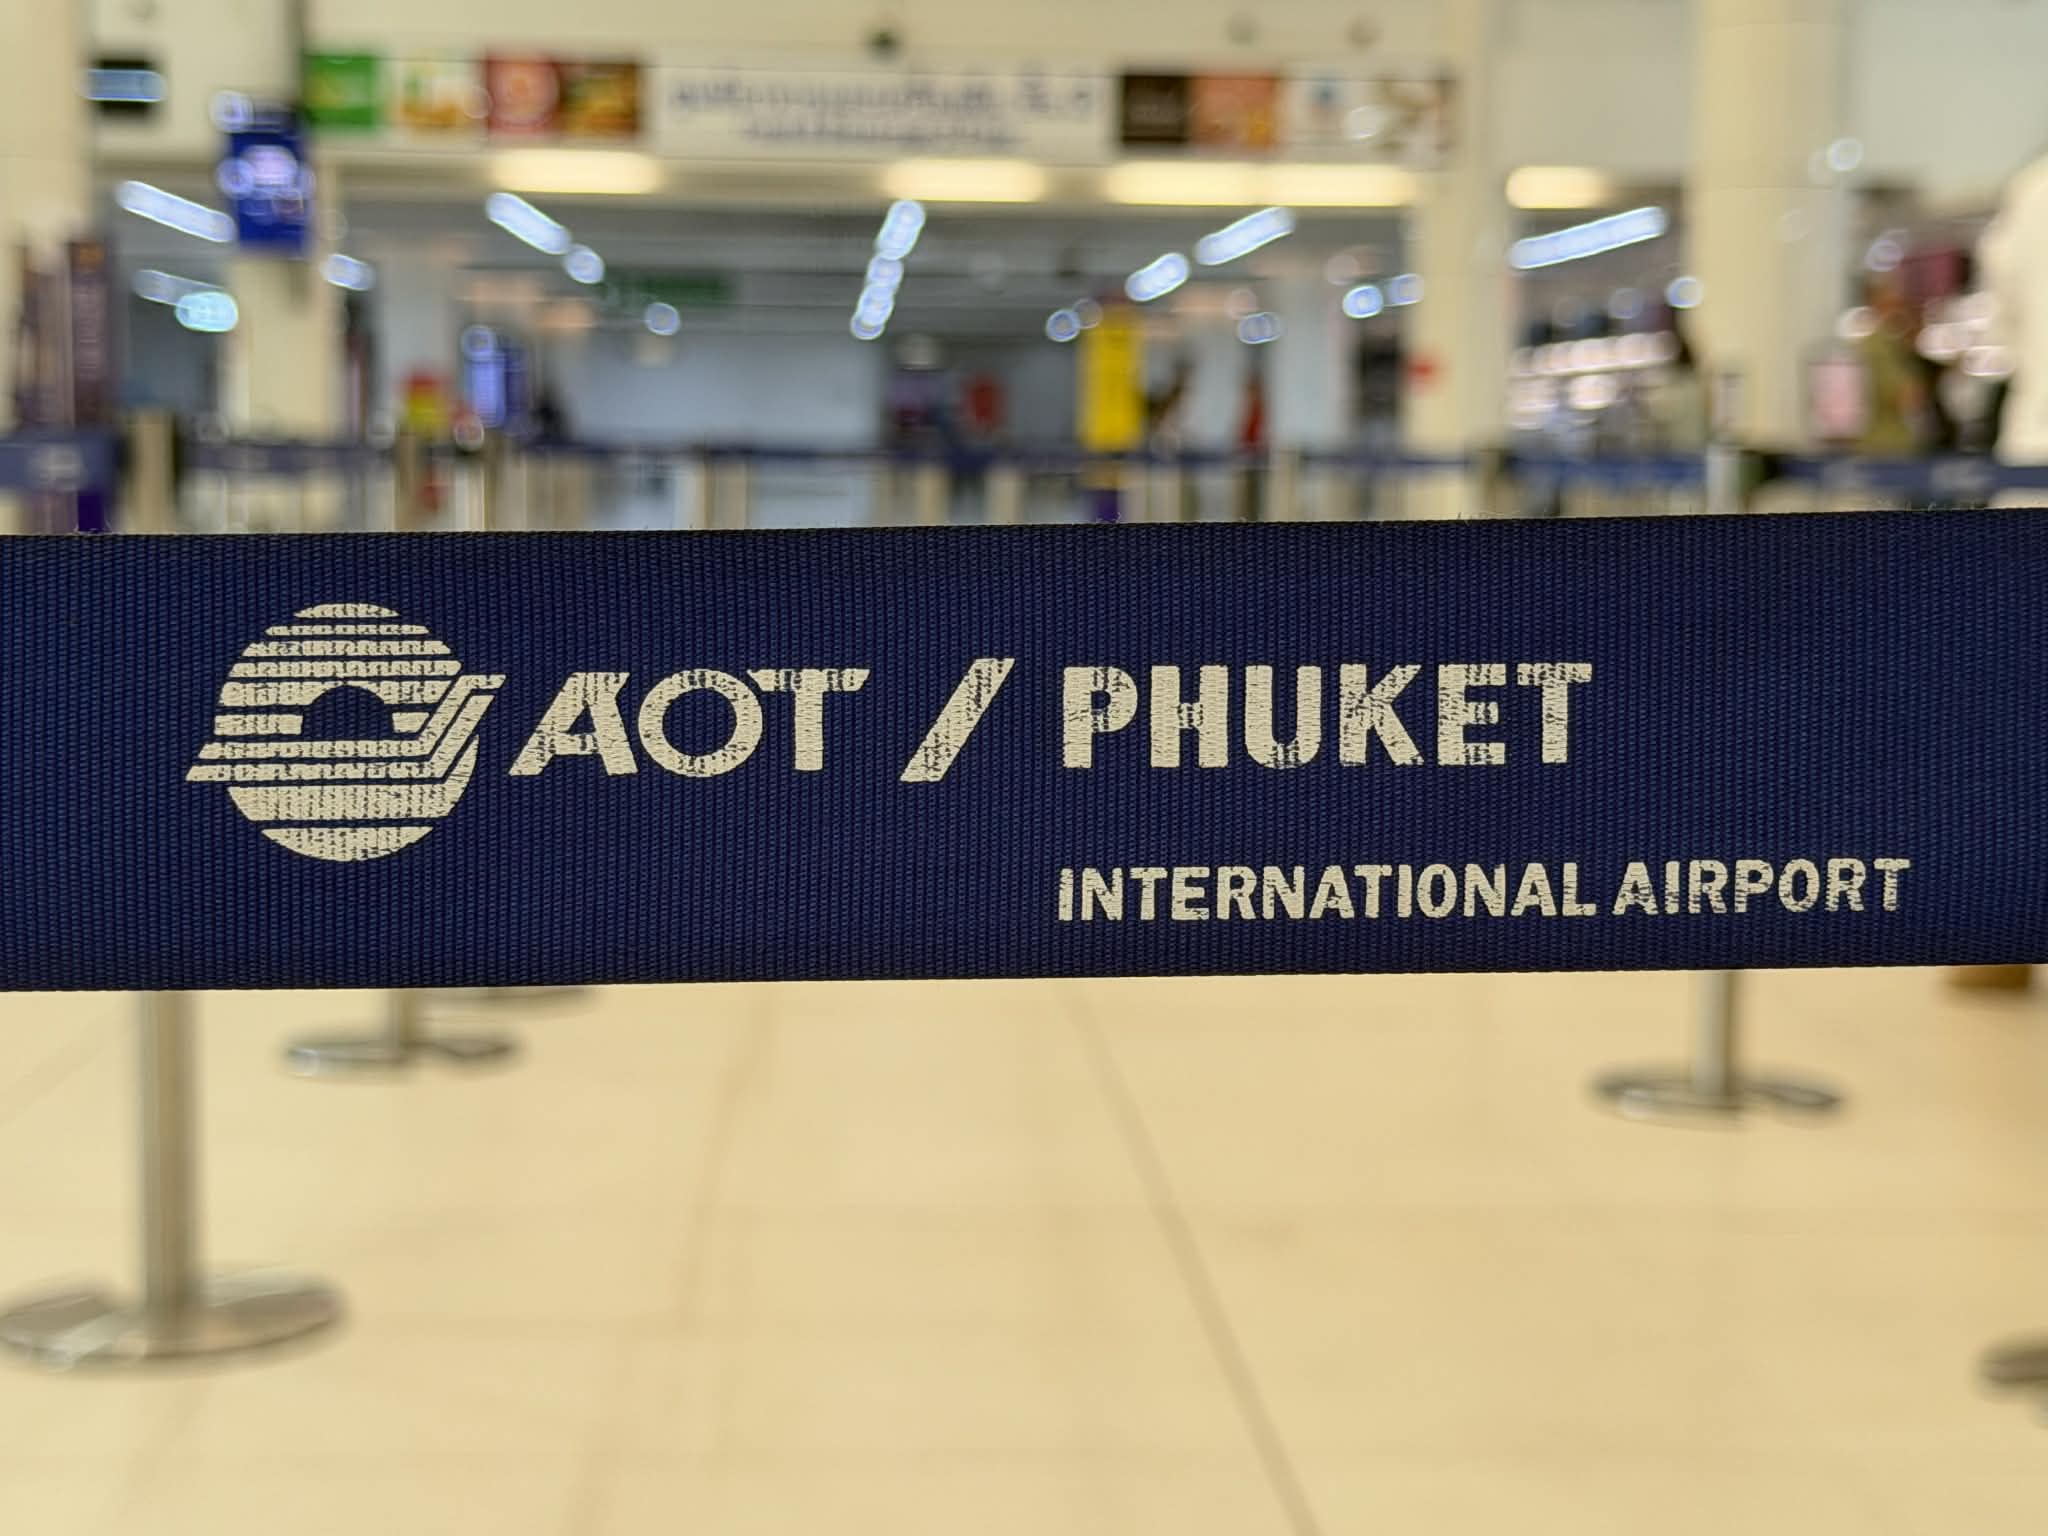 AOT / PHUKET
INTERNATIONAL AIRPORT